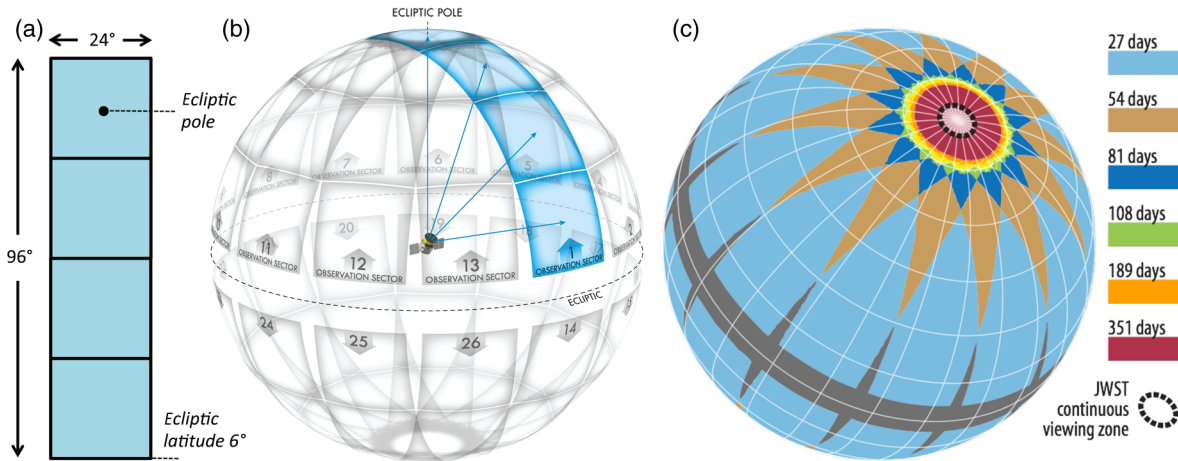 (a)
24°
96°
Ecliptic
pole
Ecliptic
latitude 6°
(b)
ECLIPTIC POLE
7
OBSERVATION SECTOR
6
OBSERVATION SECTOR
5
OBSERVATION SECTOR
8
OBSERVATION SECTOR
4
20
19
18
11
OBSERVATION SECTOR
12
OBSERVATION SECTOR
13
OBSERVATION SECTOR
1
OBSERVATION SECTOR
ECLIPTIC
24
25
26
14
(c)
27 days
54 days
81 days
108 days
189 days
351 days
JWST
continuous
viewing zone